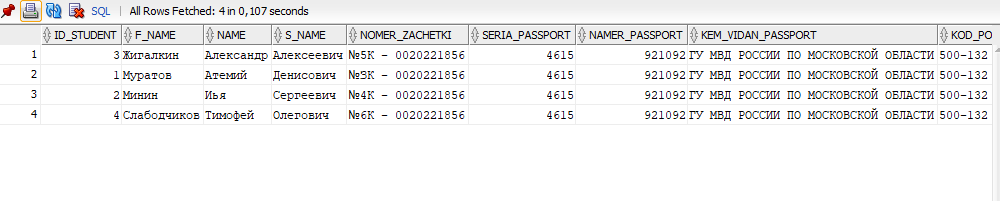 SQL | All Rows Fetched: 4 in 0,107 seconds
ID_STUDENT F_NAME NAME S_NAME NOMER_ZACHETKI SERIA_PASSPORT NAMER_PASSPORT KEM_VIDAN_PASSPORT KOD_PO
1 3 Жигалкин Александр Алексеевич №5К - 0020221856 4615 921092 ГУ МВД РОССИИ ПО МОСКОВСКОЙ ОБЛАСТИ 500-132
2 1 Муратов Атемий Денисович №3К - 0020221856 4615 921092 ГУ МВД РОССИИ ПО МОСКОВСКОЙ ОБЛАСТИ 500-132
3 2 Минин Иья Сергеевич №4К - 0020221856 4615 921092 ГУ МВД РОССИИ ПО МОСКОВСКОЙ ОБЛАСТИ 500-132
4 4 Слабодчиков Тимофей Олегович №6К - 0020221856 4615 921092 ГУ МВД РОССИИ ПО МОСКОВСКОЙ ОБЛАСТИ 500-132